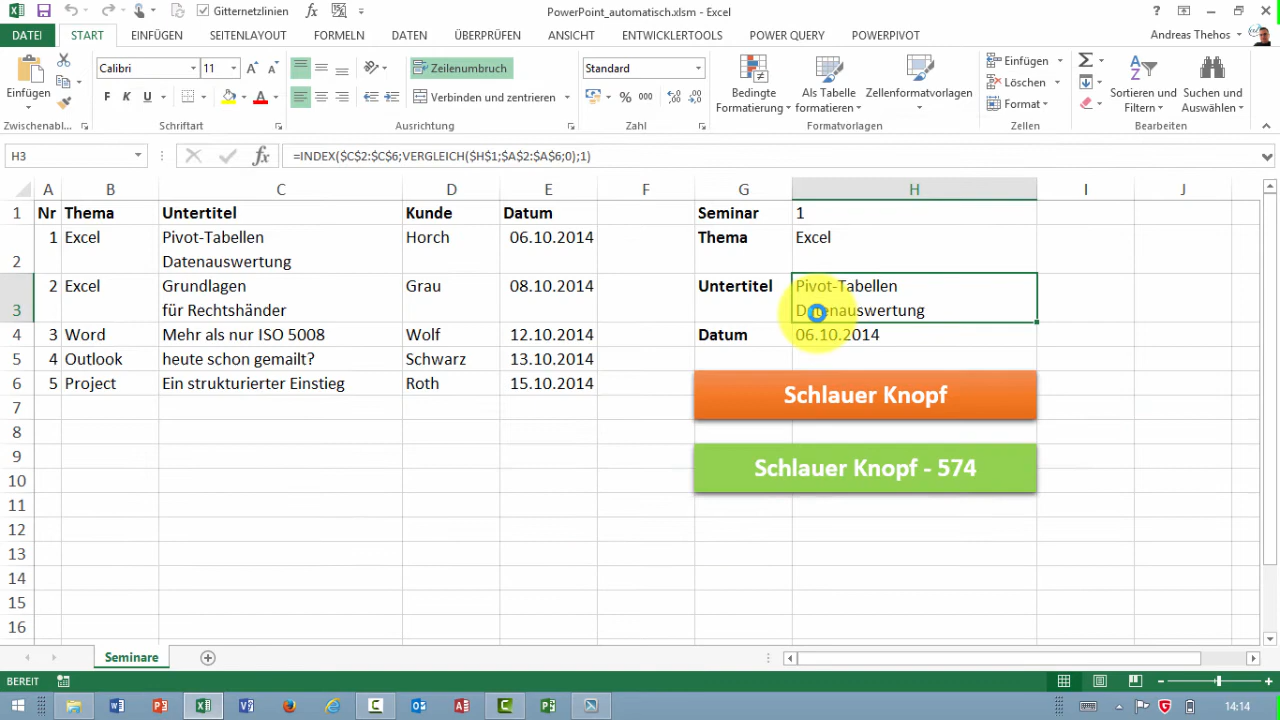 Gitternetzlinien
PowerPoint_automatisch.xlsm - Excel
DATEI START EINFÜGEN SEITENLAYOUT FORMELN DATEN ÜBERPRÜFEN ANSICHT ENTWICKLERTOOLS POWER QUERY POWERPIVOT Andreas Thehos
Calibri 11 Zeilenumbruch Standard Einfügen
Löschen
Format
F K U Verbinden und zentrieren % 000
Einfügen
Bedingte Formatierung
Als Tabelle formatieren
Zellenformatvorlagen
Sortieren und Filtern
Suchen und Auswählen
Zwischenabl... Schriftart Ausrichtung Zahl Formatvorlagen Zellen Bearbeiten
H3 =INDEX($C$2:$C$6;VERGLEICH($H$1;$A$2:$A$6;0);1)
A B C D E F G H I J
1 Nr Thema Untertitel Kunde Datum Seminar 1
1 Excel Pivot-Tabellen Horch 06.10.2014 Thema Excel
2 Datenauswertung
2 Excel Grundlagen Grau 08.10.2014 Untertitel Pivot-Tabellen
3 für Rechtshänder Datenauswertung
4 3 Word Mehr als nur ISO 5008 Wolf 12.10.2014 Datum 06.10.2014
5 4 Outlook heute schon gemailt? Schwarz 13.10.2014
6 5 Project Ein strukturierter Einstieg Roth 15.10.2014
7 Schlauer Knopf
8
9 Schlauer Knopf - 574
10
11
12
13
14
15
16
Seminare
BEREIT
14:14